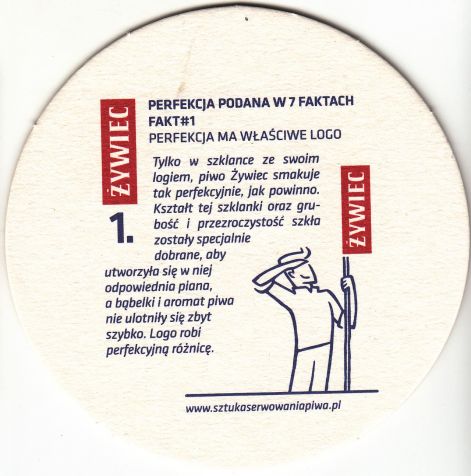 ŻYWIEC
PERFEKCJA PODANA W 7 FAKTACH
FAKT#1
PERFEKCJA MA WŁAŚCIWE LOGO
1.
Tylko w szklance ze swoim
logiem, piwo Żywiec smakuje
tak perfekcyjnie, jak powinno.
Kształt tej szklanki oraz gru-
bość i przezroczystość szkła
zostały specjalnie
dobrane, aby
utworzyła się w niej
odpowiednia piana,
a bąbelki i aromat piwa
nie ulotniły się zbyt
szybko. Logo robi
perfekcyjną różnicę.
ŻYWIEC
www.sztukaserwowaniapiwa.pl